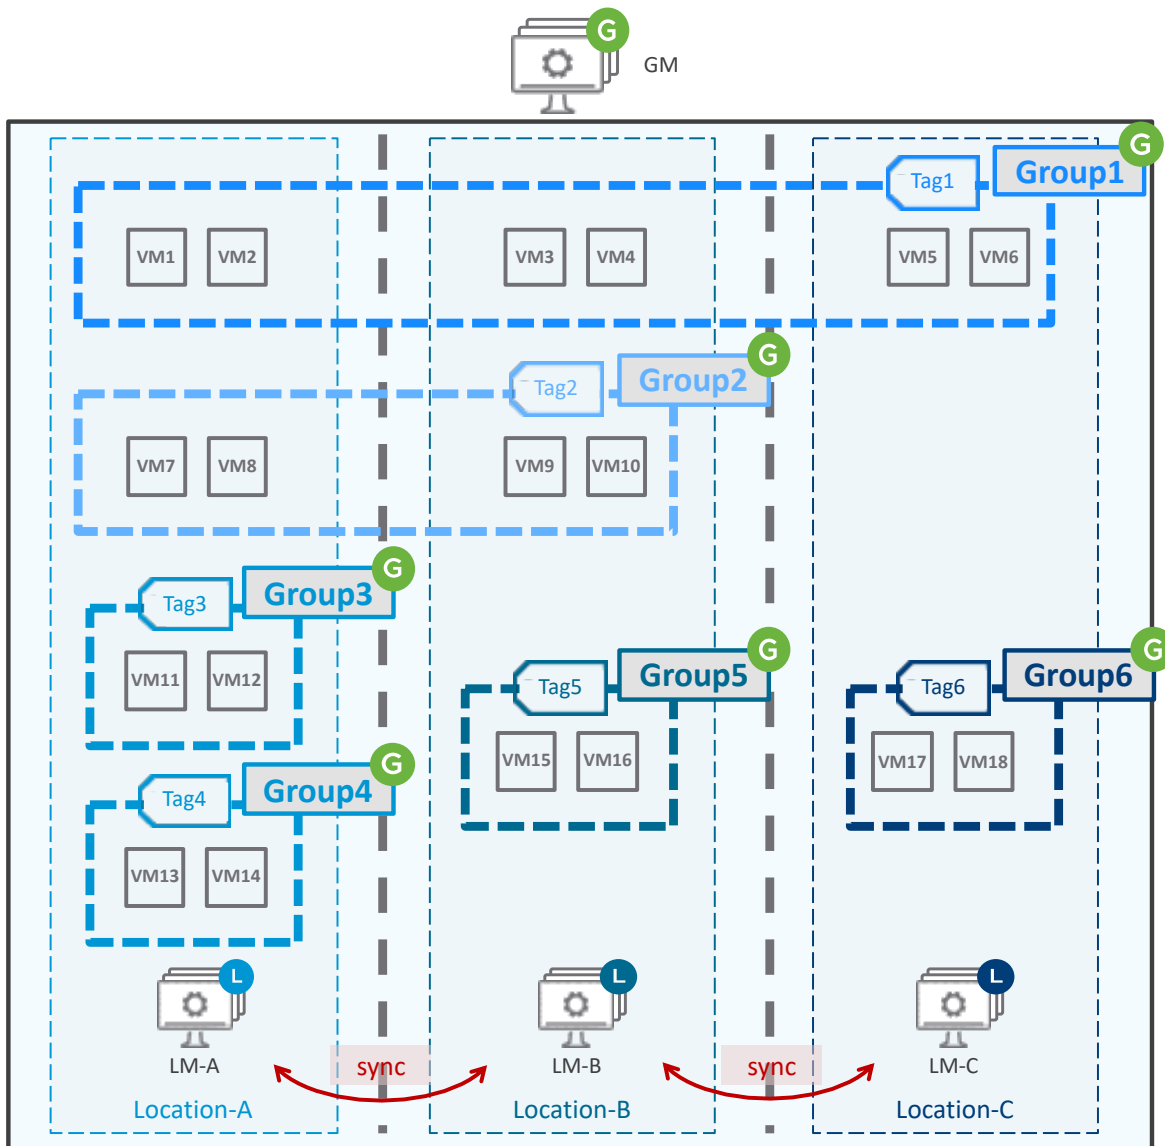 G
GM
G
Tag1
Group1
VM1
VM2
VM3
VM4
VM5
VM6
G
Tag2
Group2
VM7
VM8
VM9
VM10
G
Tag3
Group3
VM11
VM12
G
Tag5
Group5
G
Tag6
Group6
VM15
VM16
VM17
VM18
G
Tag4
Group4
VM13
VM14
L
L
L
LM-A
sync
LM-B
sync
LM-C
Location-A
Location-B
Location-C